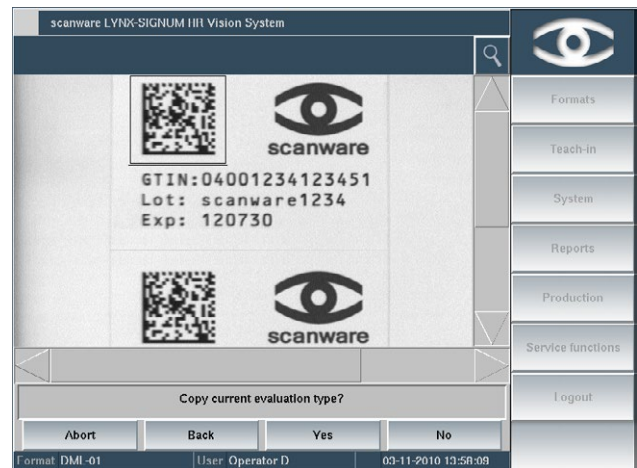 scanware LYNX-SIGNUM HR Vision System
Formats
Teach-in
System
Reports
Production
Service functions
Logout
scanware
GTIN:04001234123451
Lot: scanware1234
Exp: 120730
scanware
Copy current evaluation type?
Abort Back Yes No
Format DML-01 User Operator D 03-11-2010 13:58:09